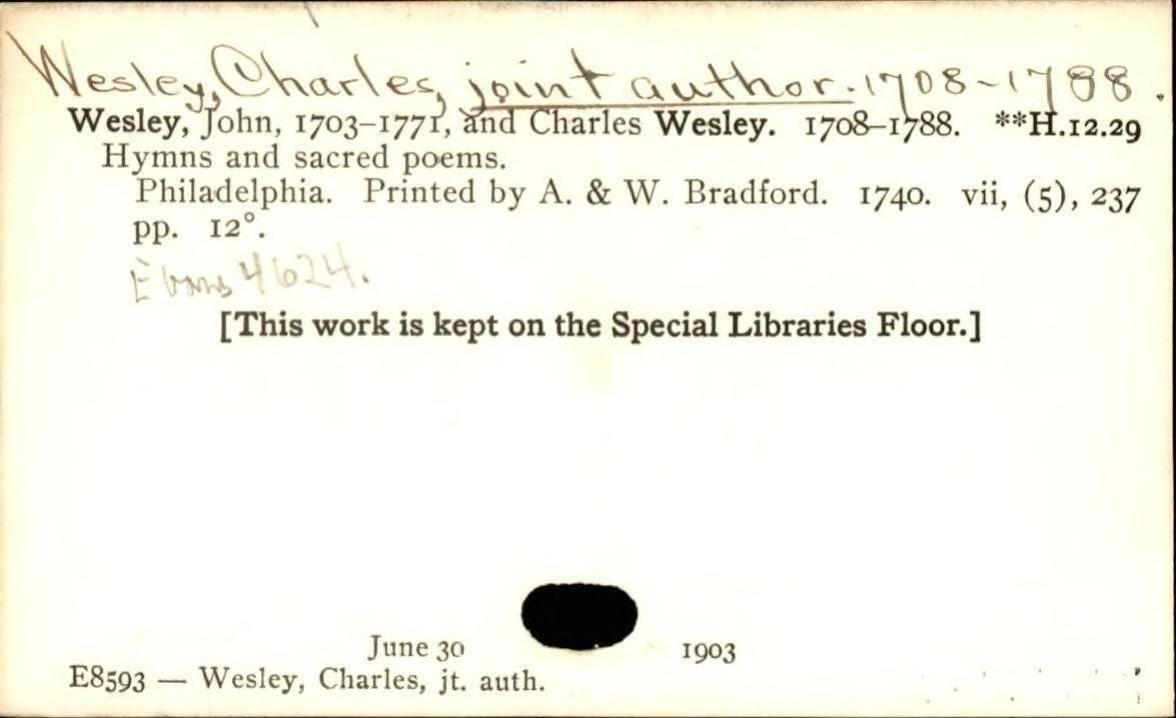 Wesley, Charles, joint author. 1708-1788.
Wesley, John, 1703-1771, and Charles Wesley. 1708-1788. **H.12.29
Hymns and sacred poems.
Philadelphia. Printed by A. & W. Bradford. 1740. vii, (5), 237
pp. 12°.
Evans 4624.
[This work is kept on the Special Libraries Floor.]
June 30 1903
E8593 — Wesley, Charles, jt. auth.